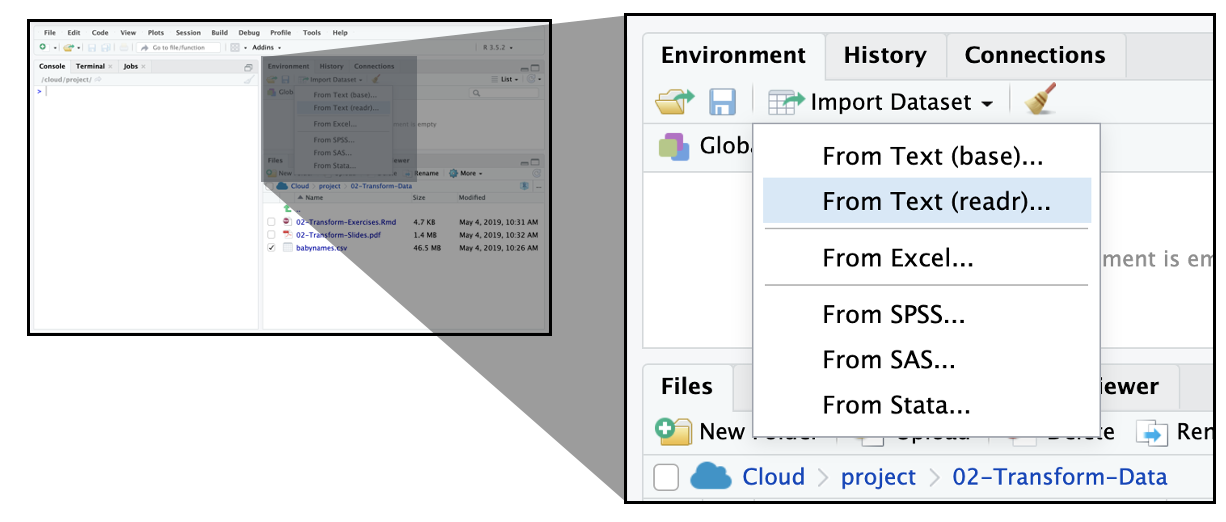 File Edit Code View Plots Session Build Debug Profile Tools Help
Go to file/function Addins R 3.5.2
Console Terminal × Jobs ×
/cloud/project/
>
Environment History Connections
Import Dataset List
Glob
From Text (base)...
From Text (readr)...
From Excel...
ment is empty
From SPSS...
From SAS...
From Stata...
Files ewer
New Rename More
Cloud project 02-Transform-Data
Name Size Modified
..
02-Transform-Exercises.Rmd 4.7 KB May 4, 2019, 10:31 AM
02-Transform-Slides.pdf 1.4 MB May 4, 2019, 10:32 AM
babynames.csv 46.5 MB May 4, 2019, 10:26 AM
Environment History Connections
Import Dataset
Globa
From Text (base)...
From Text (readr)...
From Excel...
ment is em
From SPSS...
From SAS...
From Stata...
Files iewer
New Folder Upload Delete Ren
Cloud project 02-Transform-Data